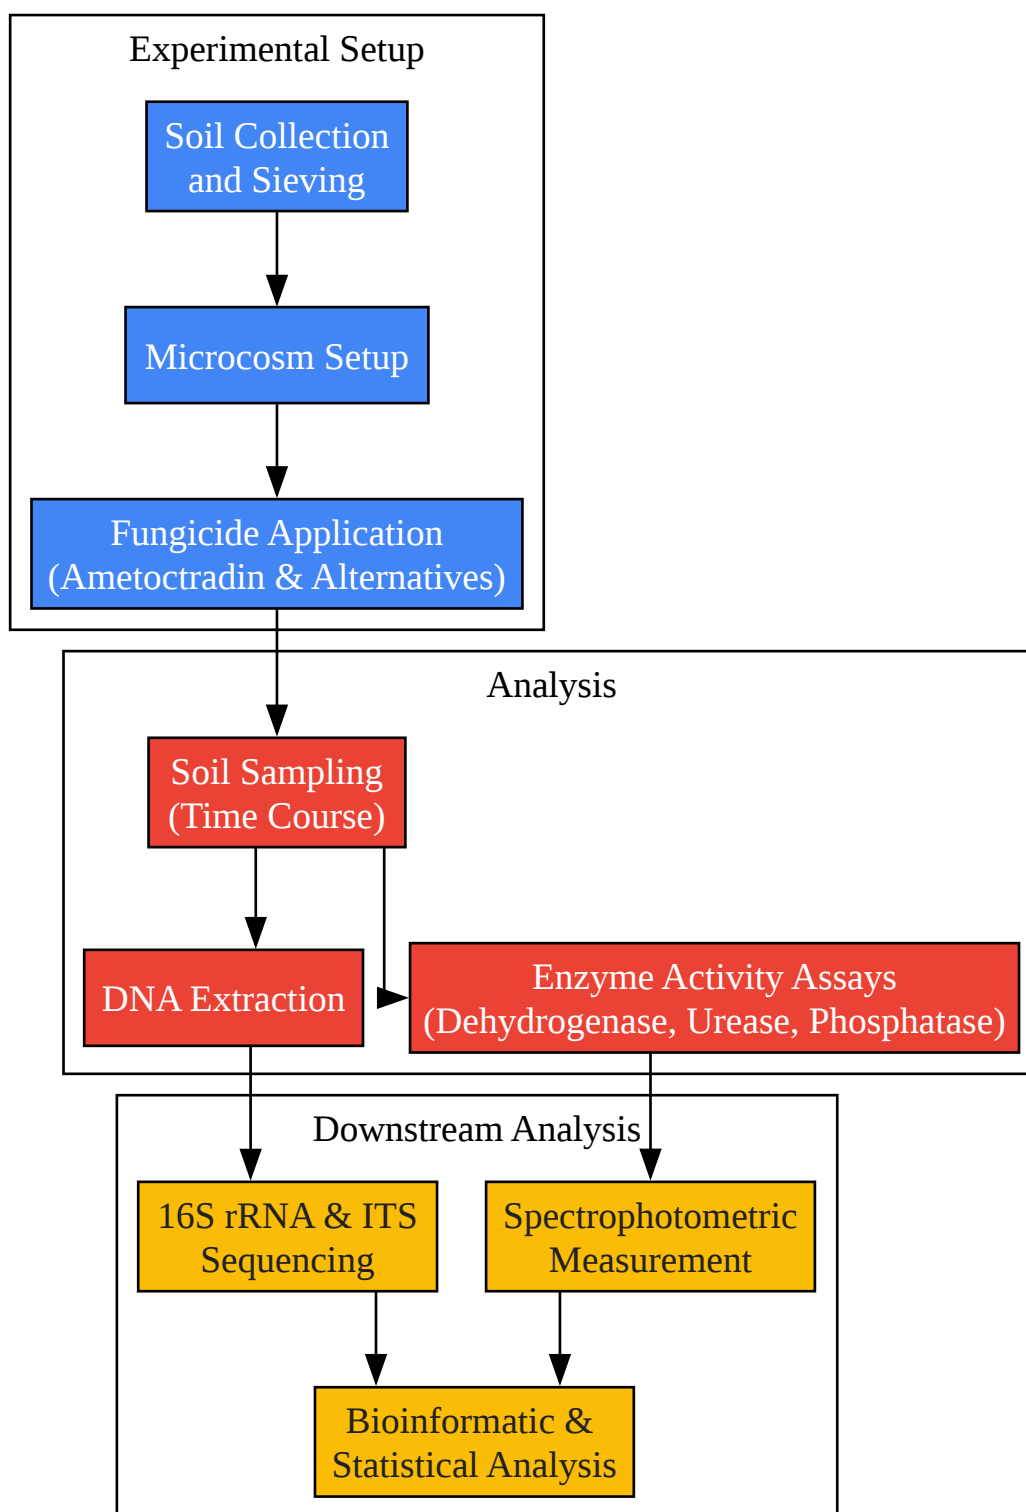 Experimental Setup
Soil Collection
and Sieving
Microcosm Setup
Fungicide Application
(Ametoctradin & Alternatives)
Analysis
Soil Sampling
(Time Course)
DNA Extraction
Enzyme Activity Assays
(Dehydrogenase, Urease, Phosphatase)
Downstream Analysis
16S rRNA & ITS
Sequencing
Spectrophotometric
Measurement
Bioinformatic &
Statistical Analysis